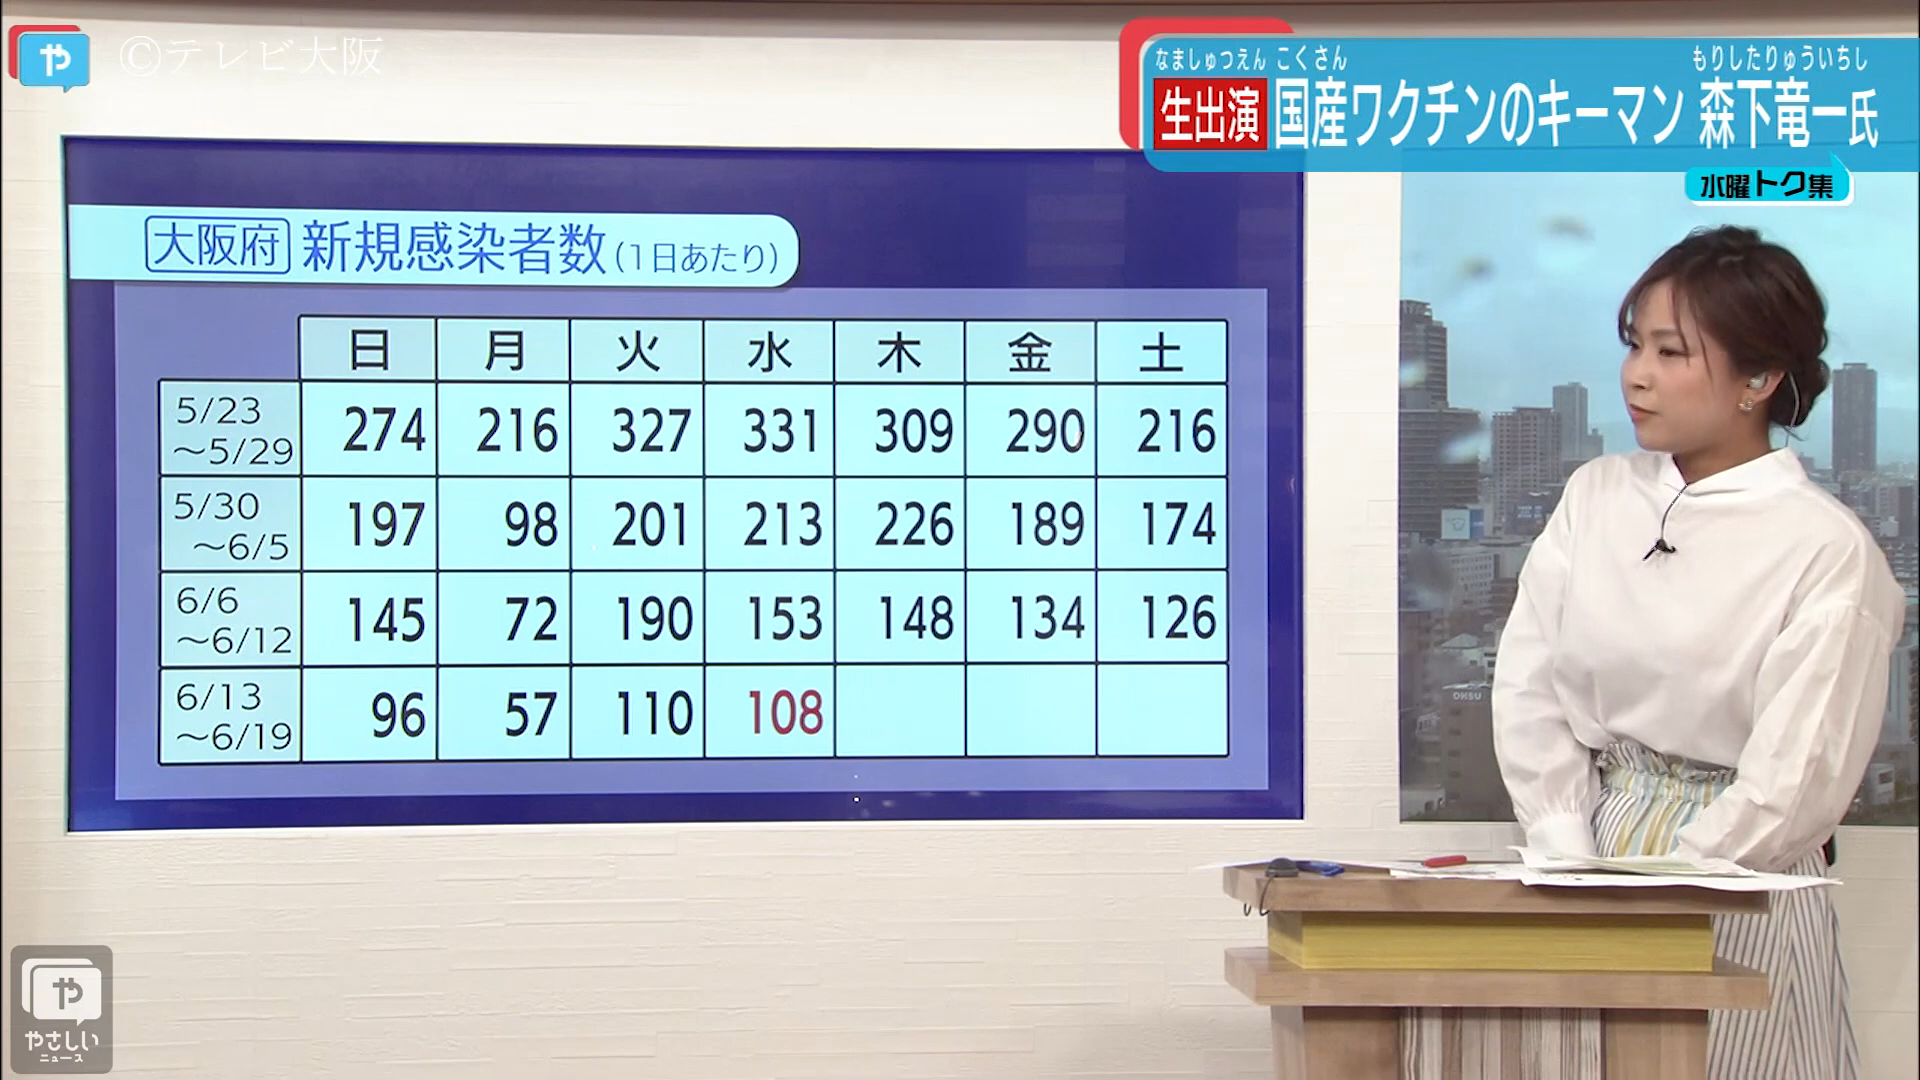 や
©テレビ大阪
なましゅつえん こくさん もりしたりゅういちし
生出演 国産ワクチンのキーマン 森下竜一氏
水曜トク集
大阪府 新規感染者数(1日あたり)
日 月 火 水 木 金 土
5/23 ～5/29 274 216 327 331 309 290 216
5/30 ～6/5 197 98 201 213 226 189 174
6/6 ～6/12 145 72 190 153 148 134 126
6/13 ～6/19 96 57 110 108
OHSU
や
やさしい
ニュース